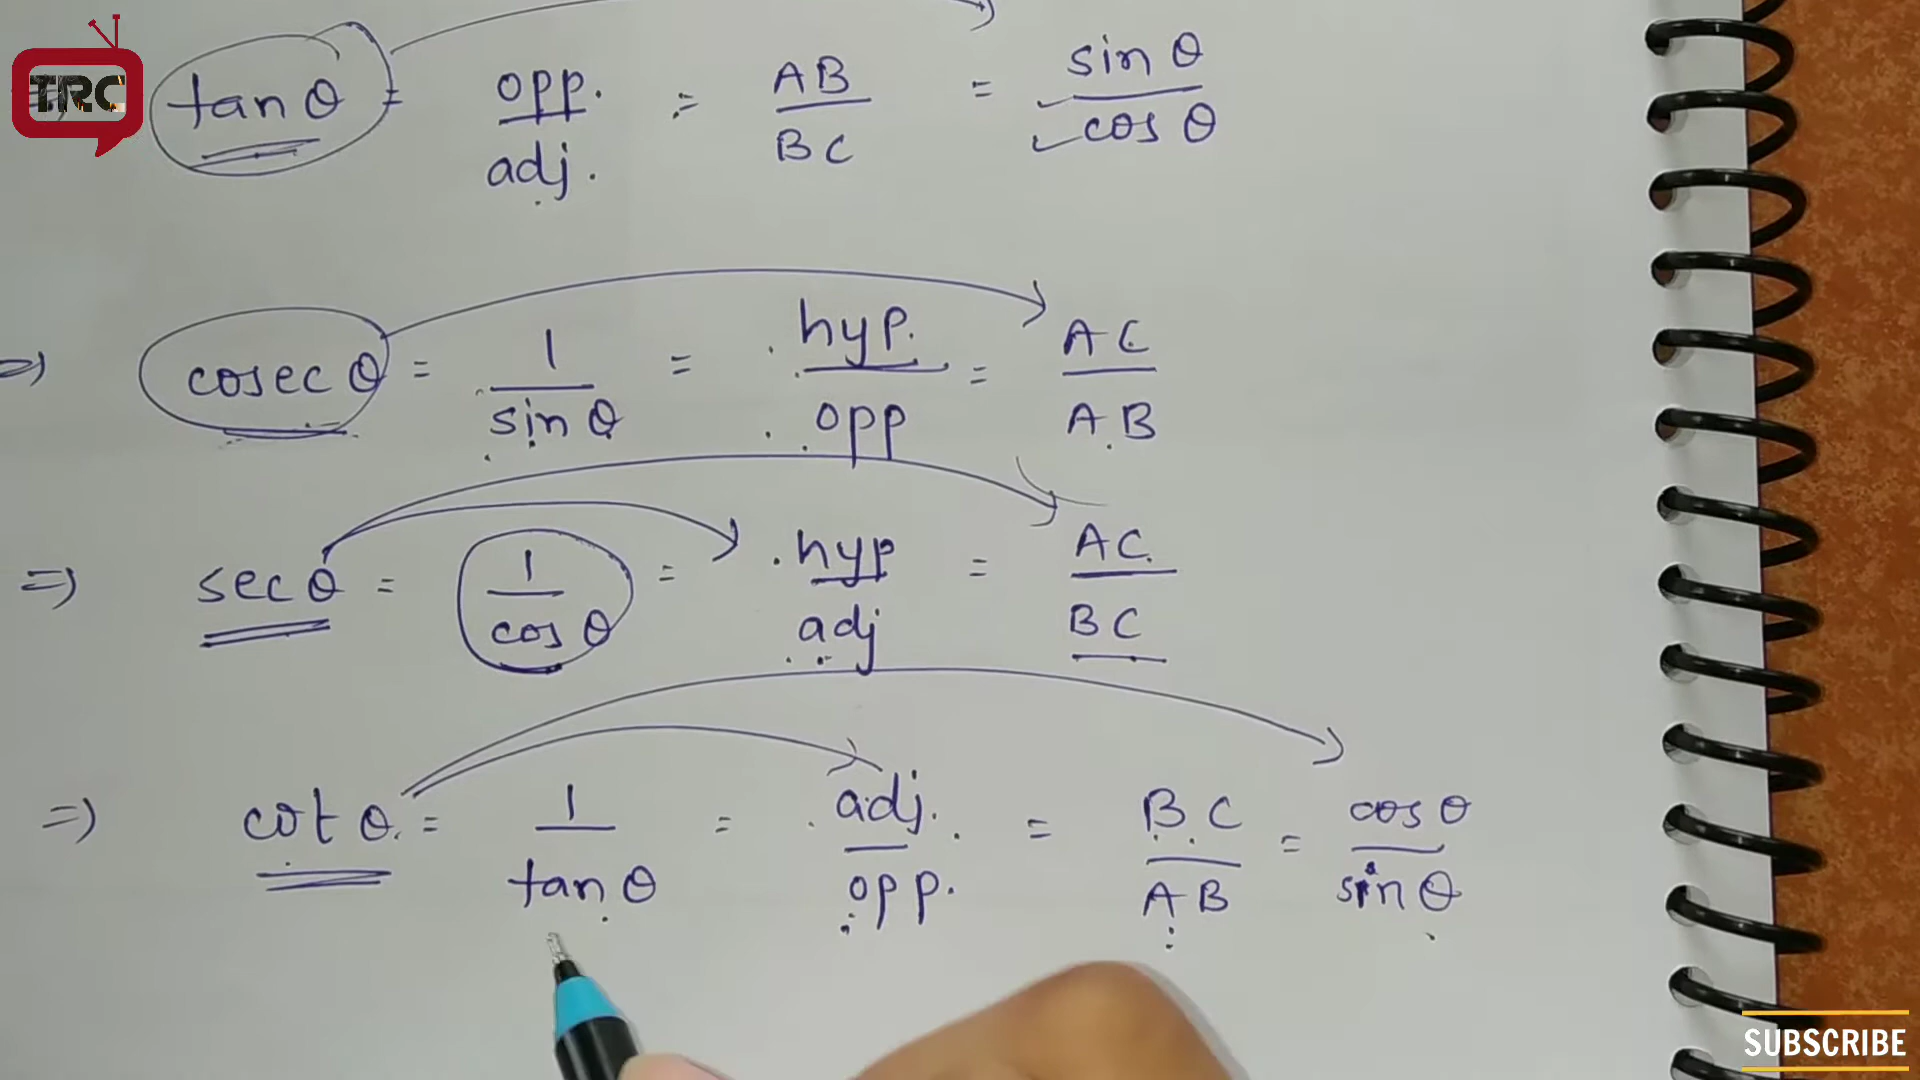 TRC
tan θ = opp. / adj. = AB / BC = sin θ / cos θ
=) cosec θ = 1 / sin θ = hyp. / opp = AC / AB
=) sec θ = 1 / cos θ = hyp / adj = AC / BC
=) cot θ = 1 / tan θ = adj. / opp. = BC / AB = cos θ / sin θ
SUBSCRIBE